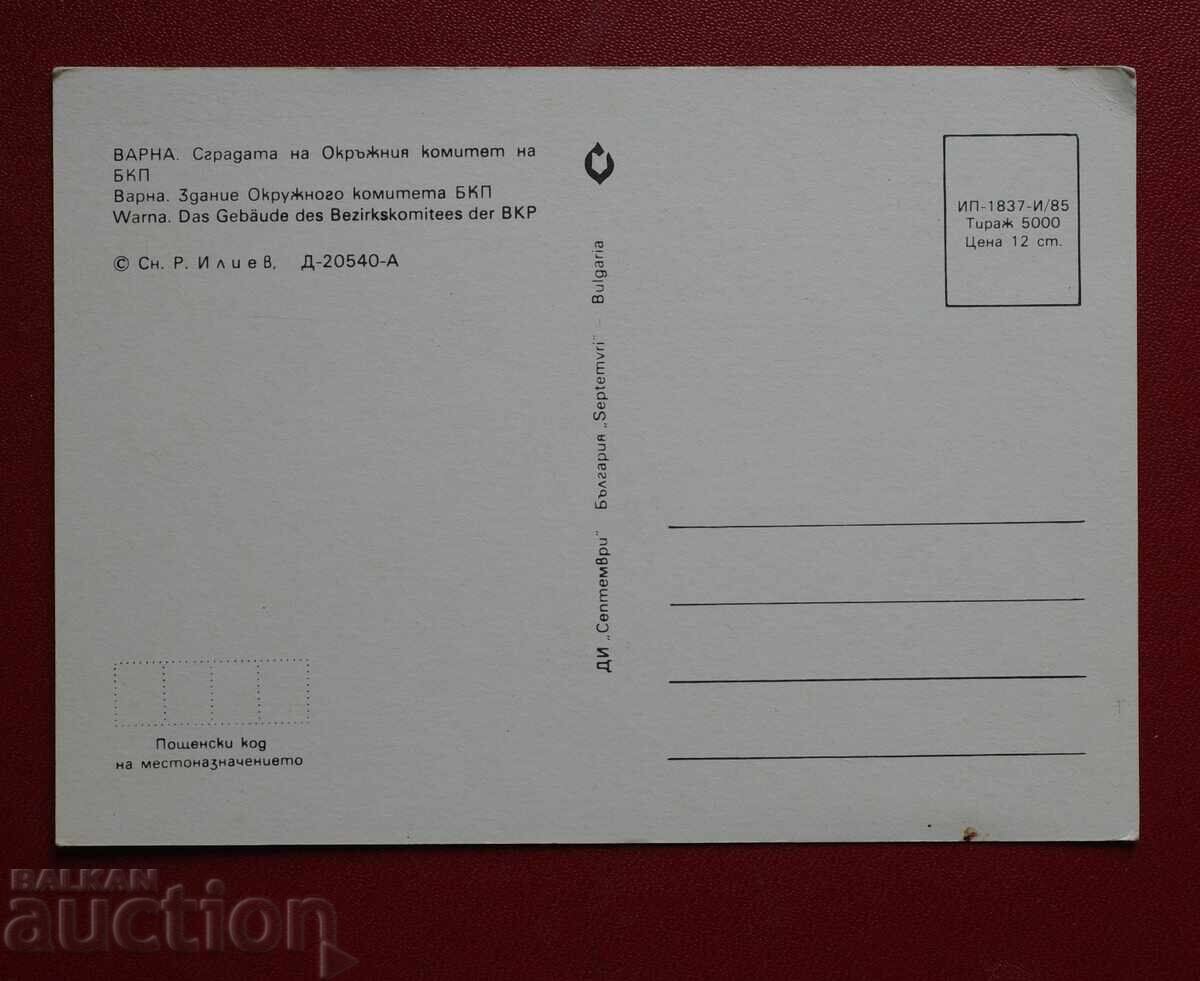 ВАРНА. Сградата на Окръжния комитет на
БКП
Варна. Здание Окружного комитета БКП
Warna. Das Gebäude des Bezirkskomitees der BKP
© Сн. Р. Илиев, Д-20540-А
ДИ „Септември" България „Septemvri" – Bulgaria
ИП-1837-И/85
Тираж 5000
Цена 12 ст.
Пощенски код
на местоназначението
BALKAN
auction